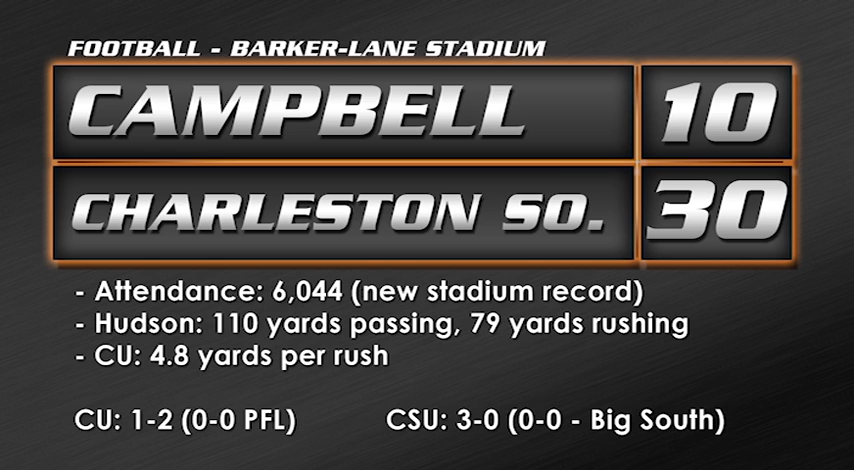 FOOTBALL - BARKER-LANE STADIUM
CAMPBELL 10
CHARLESTON SO. 30
- Attendance: 6,044 (new stadium record)
- Hudson: 110 yards passing, 79 yards rushing
- CU: 4.8 yards per rush
CU: 1-2 (0-0 PFL) CSU: 3-0 (0-0 - Big South)